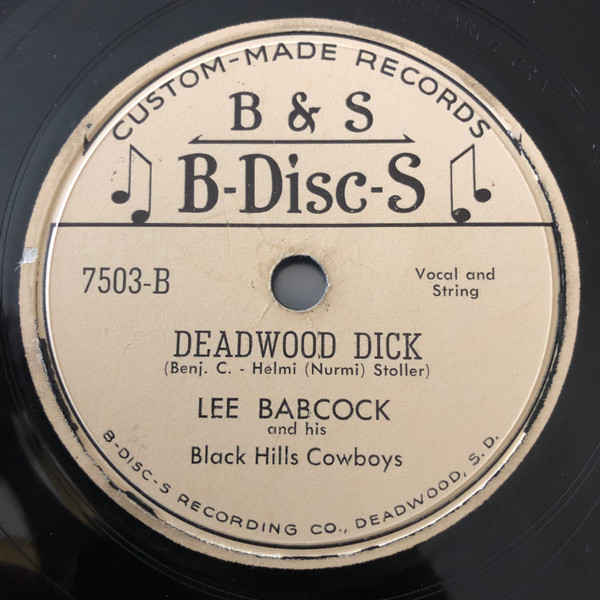 CUSTOM-MADE RECORDS
B & S
B-Disc-S
7503-B
Vocal and
String
DEADWOOD DICK
(Benj. C. - Helmi (Nurmi) Stoller)
LEE BABCOCK
and his
Black Hills Cowboys
B-DISC-S RECORDING CO., DEADWOOD, S.D.